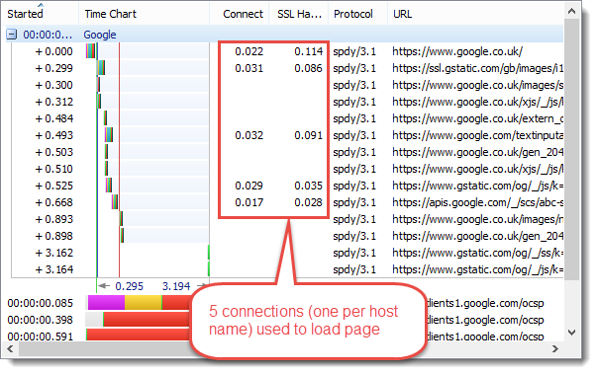 Started Time Chart Connect SSL Ha... Protocol URL
00:00:0... Google
+ 0.000 0.022 0.114 spdy/3.1 https://www.google.co.uk/
+ 0.299 0.031 0.086 spdy/3.1 https://ssl.gstatic.com/gb/images/i1
+ 0.300 spdy/3.1 https://www.google.co.uk/images/s
+ 0.312 spdy/3.1 https://www.google.co.uk/xjs/_/js/
+ 0.484 spdy/3.1 https://www.google.co.uk/extern_c
+ 0.493 0.032 0.091 spdy/3.1 https://www.google.com/textinputa
+ 0.503 spdy/3.1 https://www.google.co.uk/gen_204
+ 0.510 spdy/3.1 https://www.google.co.uk/xjs/_/js/
+ 0.525 0.029 0.035 spdy/3.1 https://www.gstatic.com/og/_/js/k=
+ 0.668 0.017 0.028 spdy/3.1 https://apis.google.com/_/scs/abc-s
+ 0.893 spdy/3.1 https://www.google.co.uk/images/n
+ 0.898 spdy/3.1 https://www.google.co.uk/gen_204
+ 3.162 spdy/3.1 https://www.gstatic.com/og/_/ss/k=
+ 3.164 spdy/3.1 https://www.gstatic.com/og/_/js/k=
0.295 3.194
00:00:00.085 clients1.google.com/ocsp
00:00:00.398 clients1.google.com/ocsp
00:00:00.591 clients1.google.com/ocsp
5 connections (one per host
name) used to load page